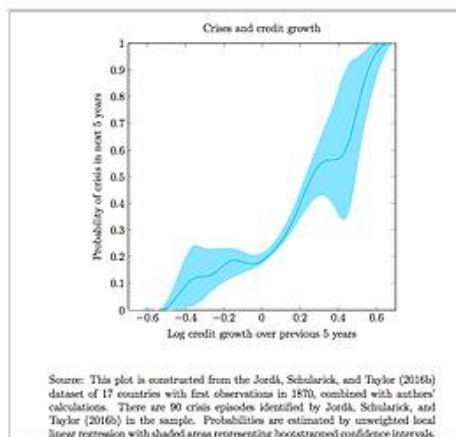 Crises and credit growth
1
0.9
0.8
0.7
0.6
0.5
0.4
0.3
0.2
0.1
0
Probability of crisis in next 5 years
−0.6 −0.4 −0.2 0 0.2 0.4 0.6
Log credit growth over previous 5 years
Source: This plot is constructed from the Jordà, Schularick, and Taylor (2016b)
dataset of 17 countries with first observations in 1870, combined with authors'
calculations. There are 90 crisis episodes identified by Jordà, Schularick, and
Taylor (2016b) in the sample. Probabilities are estimated by unweighted local
linear regression with shaded areas representing bootstrapped confidence intervals.